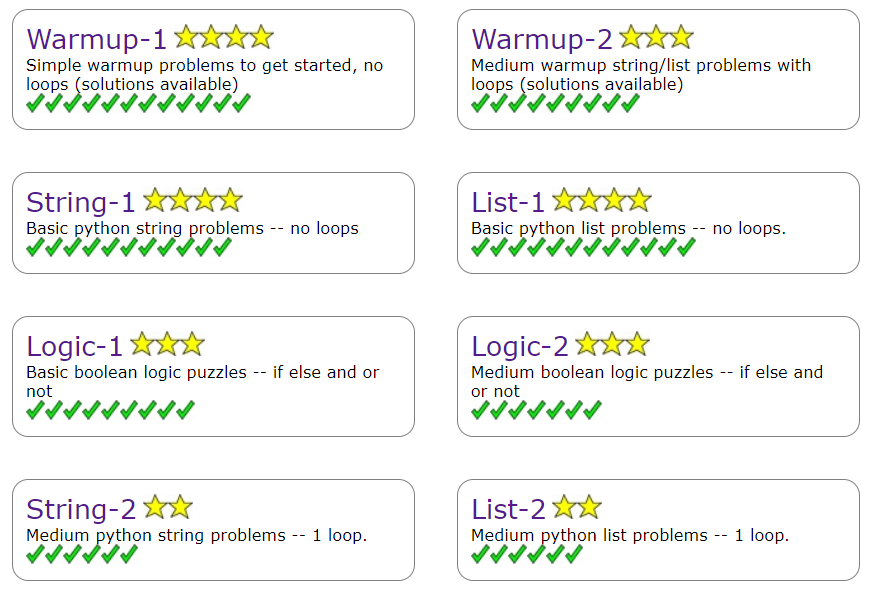 Warmup-1
Simple warmup problems to get started, no
loops (solutions available)
Warmup-2
Medium warmup string/list problems with
loops (solutions available)
String-1
Basic python string problems -- no loops
List-1
Basic python list problems -- no loops.
Logic-1
Basic boolean logic puzzles -- if else and or
not
Logic-2
Medium boolean logic puzzles -- if else and
or not
String-2
Medium python string problems -- 1 loop.
List-2
Medium python list problems -- 1 loop.